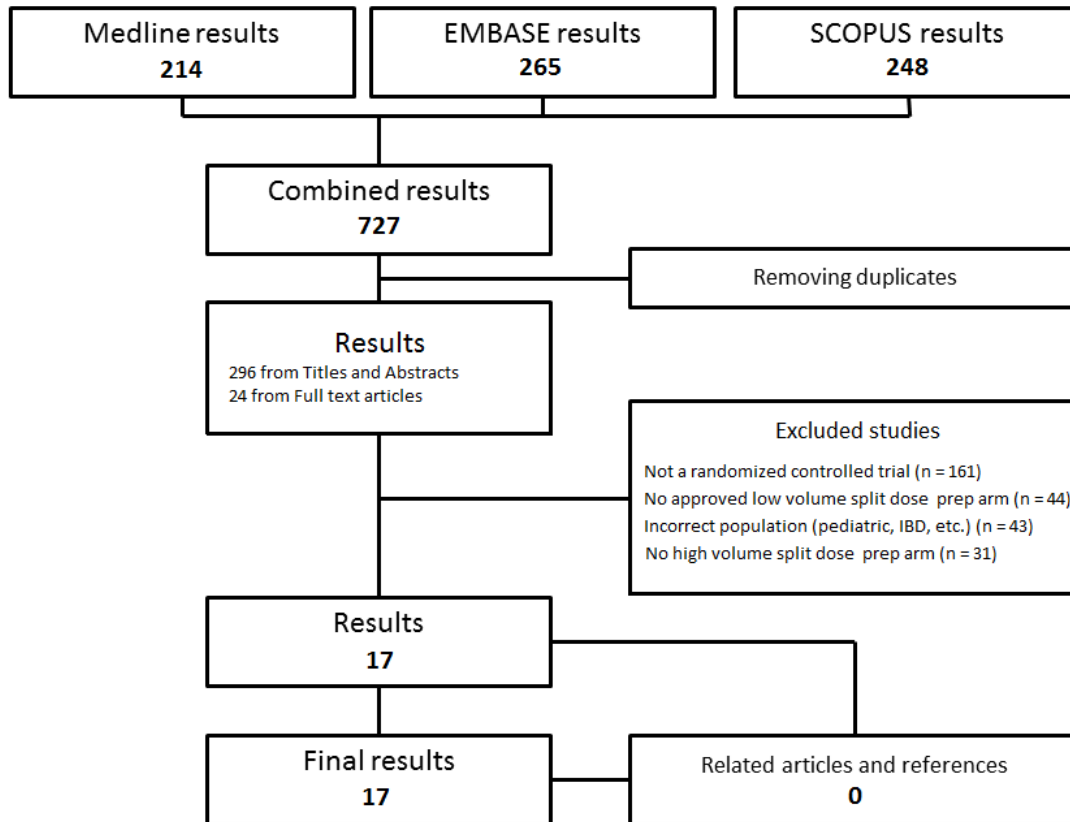 Medline results
214
EMBASE results
265
SCOPUS results
248
Combined results
727
Removing duplicates
Results
296 from Titles and Abstracts
24 from Full text articles
Excluded studies
Not a randomized controlled trial (n = 161)
No approved low volume split dose prep arm (n = 44)
Incorrect population (pediatric, IBD, etc.) (n = 43)
No high volume split dose prep arm (n = 31)
Results
17
Final results
17
Related articles and references
0